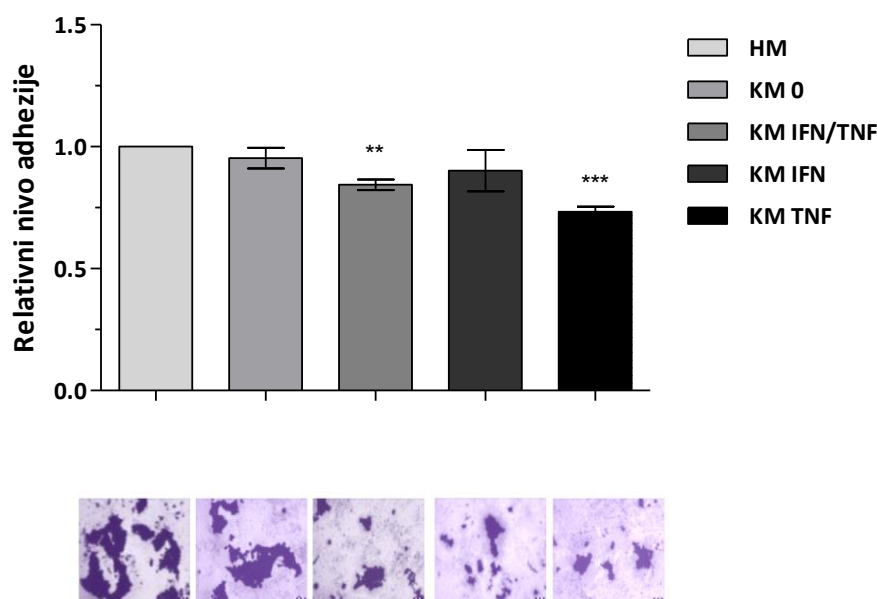 1.5
1.0
0.5
0.0
Relativni nivo adhezije
**
***
HM
KM 0
KM IFN/TNF
KM IFN
KM TNF